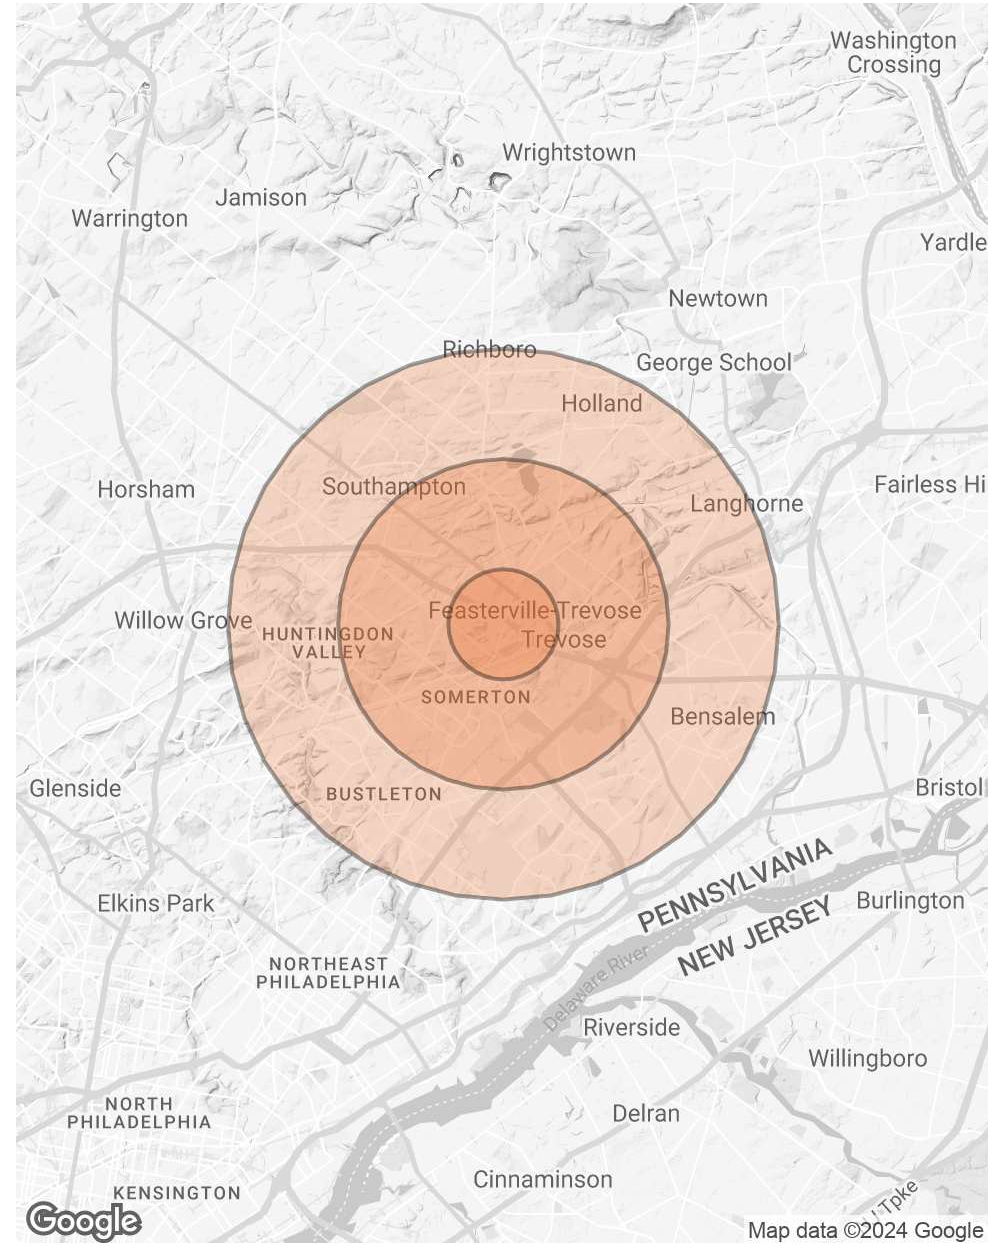 Washington
Crossing
Wrightstown
Jamison
Warrington
Yardle
Newtown
Richboro
George School
Holland
Southampton
Horsham
Langhorne
Fairless Hi
Feasterville-Trevose
Willow Grove
HUNTINGDON
VALLEY
Trevose
SOMERTON
Bensalem
Glenside
BUSTLETON
Bristol
PENNSYLVANIA
Elkins Park
Burlington
NEW JERSEY
NORTHEAST
PHILADELPHIA
Delaware River
Riverside
Willingboro
NORTH
PHILADELPHIA
Delran
Cinnaminson
KENSINGTON
Tpke
Google
Map data ©2024 Google